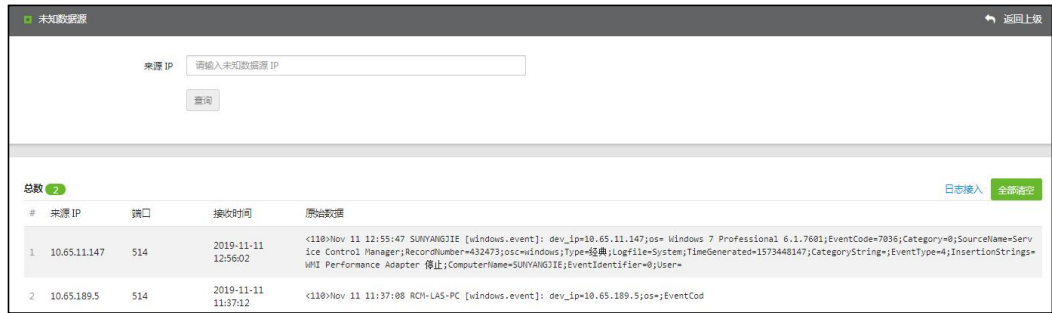 未知数据源 返回上级
来源 IP 请输入未知数据源 IP
查询
总数 2 日志接入 全部清空
# 来源 IP 端口 接收时间 原始数据
<110>Nov 11 12:55:47 SUNYANGJIE [windows.event]: dev_ip=10.65.11.147;os= Windows 7 Professional 6.1.7601;EventCode=7036;Category=0;SourceName=Serv
1 10.65.11.147 514 2019-11-11 12:56:02 ice Control Manager;RecordNumber=432473;osc=windows;Type=经典;Logfile=System;TimeGenerated=1573448147;CategoryString=;EventType=4;InsertionStrings=
WMI Performance Adapter 停止;ComputerName=SUNYANGJIE;EventIdentifier=0;User=
2 10.65.189.5 514 2019-11-11 11:37:12 <110>Nov 11 11:37:08 RCM-LAS-PC [windows.event]: dev_ip=10.65.189.5;os=;EventCod